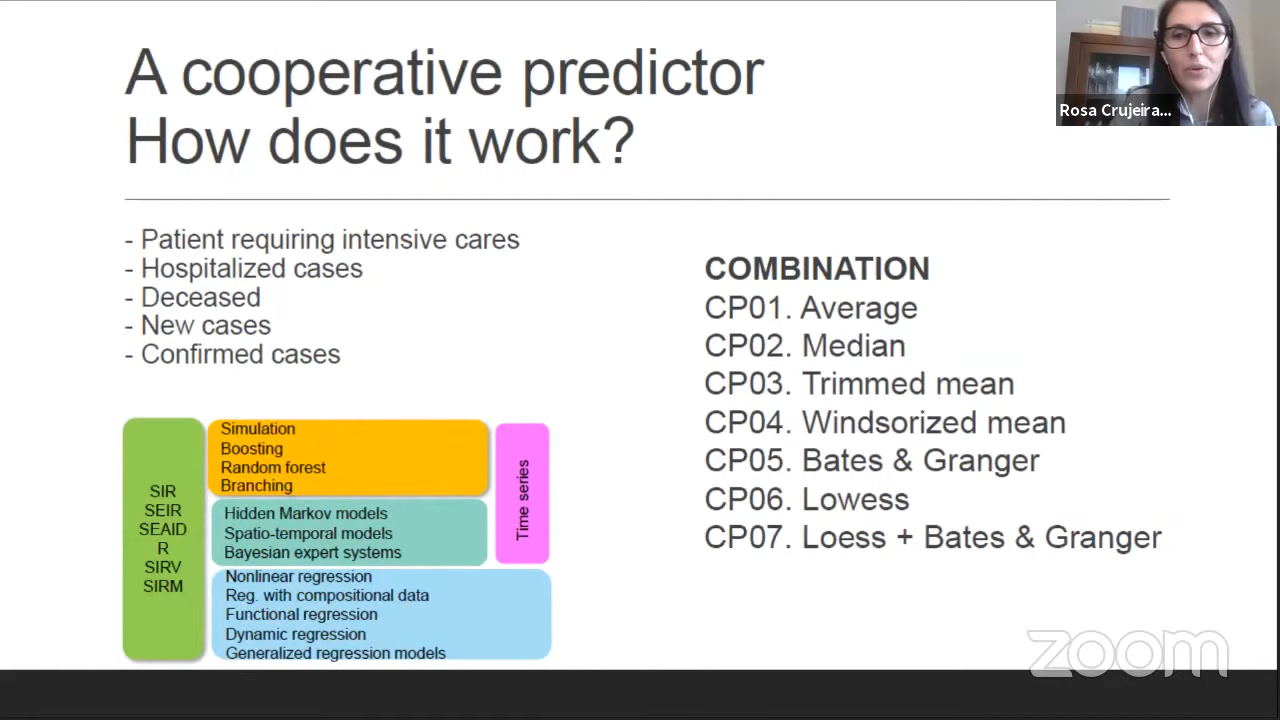 A cooperative predictor
How does it work?
Rosa Crujeira...
- Patient requiring intensive cares
- Hospitalized cases
- Deceased
- New cases
- Confirmed cases
COMBINATION
CP01. Average
CP02. Median
CP03. Trimmed mean
CP04. Windsorized mean
CP05. Bates & Granger
CP06. Lowess
CP07. Loess + Bates & Granger
SIR
SEIR
SEAID
R
SIRV
SIRM
Simulation
Boosting
Random forest
Branching
Hidden Markov models
Spatio-temporal models
Bayesian expert systems
Time series
Nonlinear regression
Reg. with compositional data
Functional regression
Dynamic regression
Generalized regression models
zoom